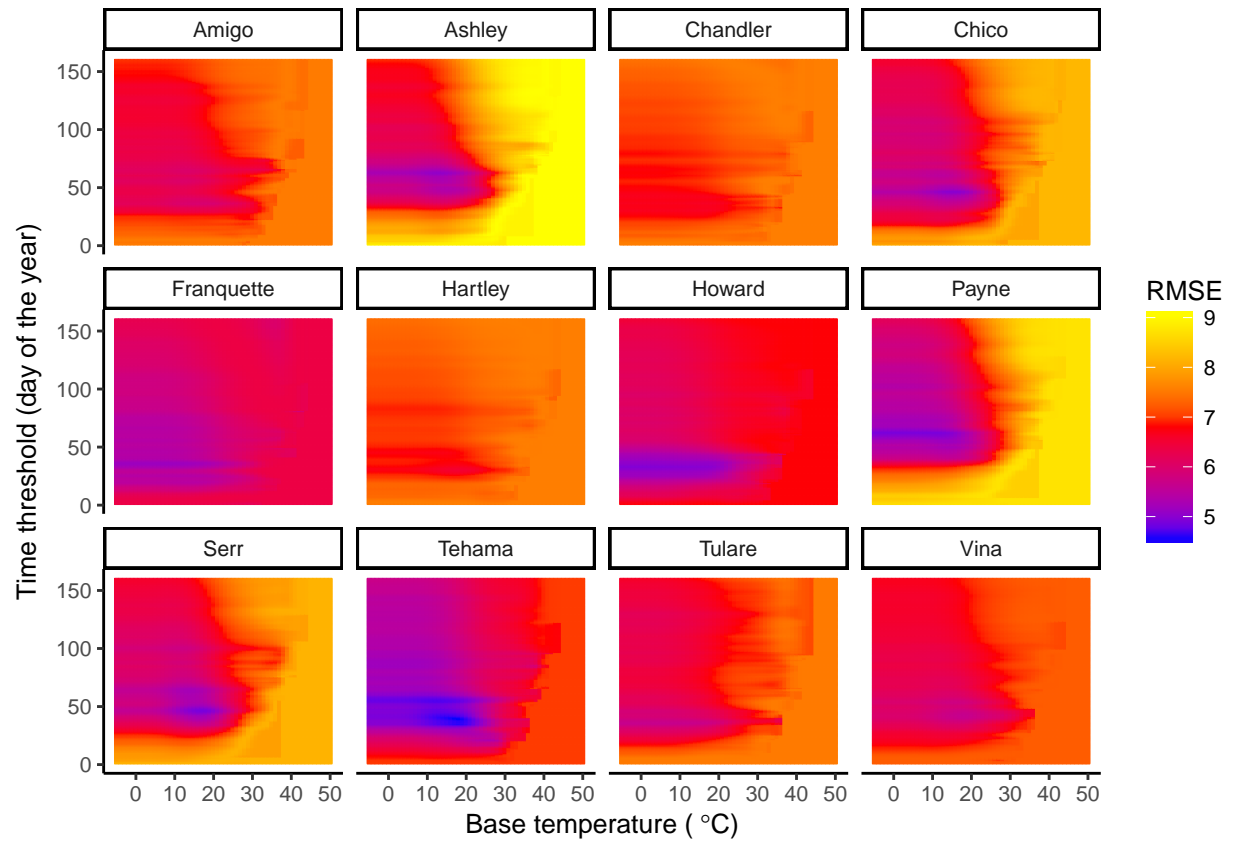 Amigo Ashley Chandler Chico
150
100
50
0
Franquette Hartley Howard Payne
150
100
50
0
Serr Tehama Tulare Vina
150
100
50
0
0 10 20 30 40 50 0 10 20 30 40 50 0 10 20 30 40 50 0 10 20 30 40 50
Base temperature ( °C)
Time threshold (day of the year)
RMSE
9
8
7
6
5